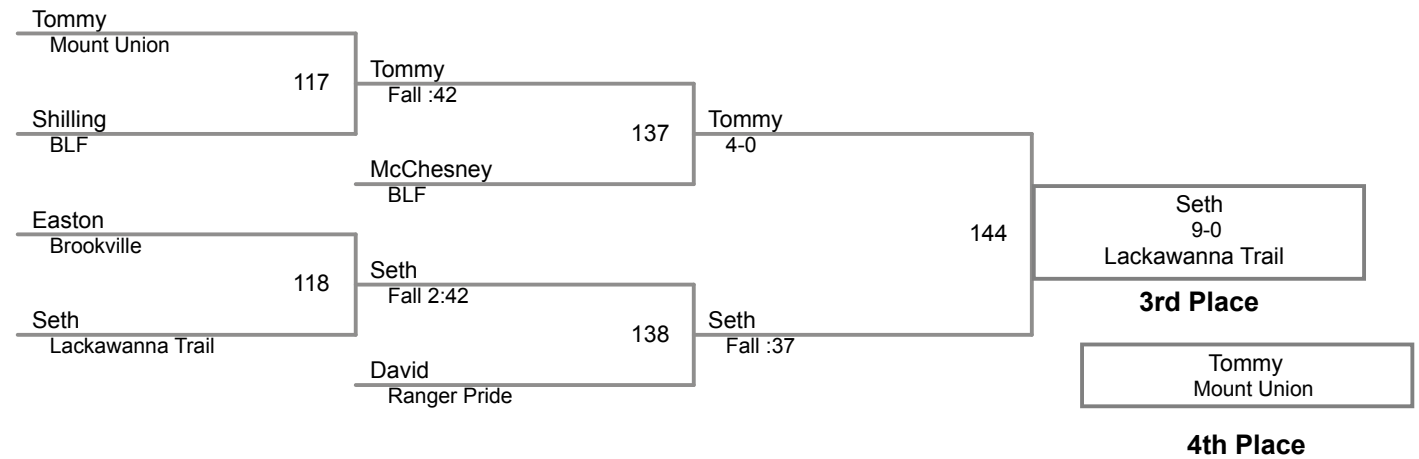 Tommy
Mount Union
117
Shilling
BLF
Tommy
Fall :42
137
McChesney
BLF
Tommy
4-0
Easton
Brookville
118
Seth
Lackawanna Trail
Seth
Fall 2:42
138
David
Ranger Pride
Seth
Fall :37
144
Seth
9-0
Lackawanna Trail
3rd Place
Tommy
Mount Union
4th Place